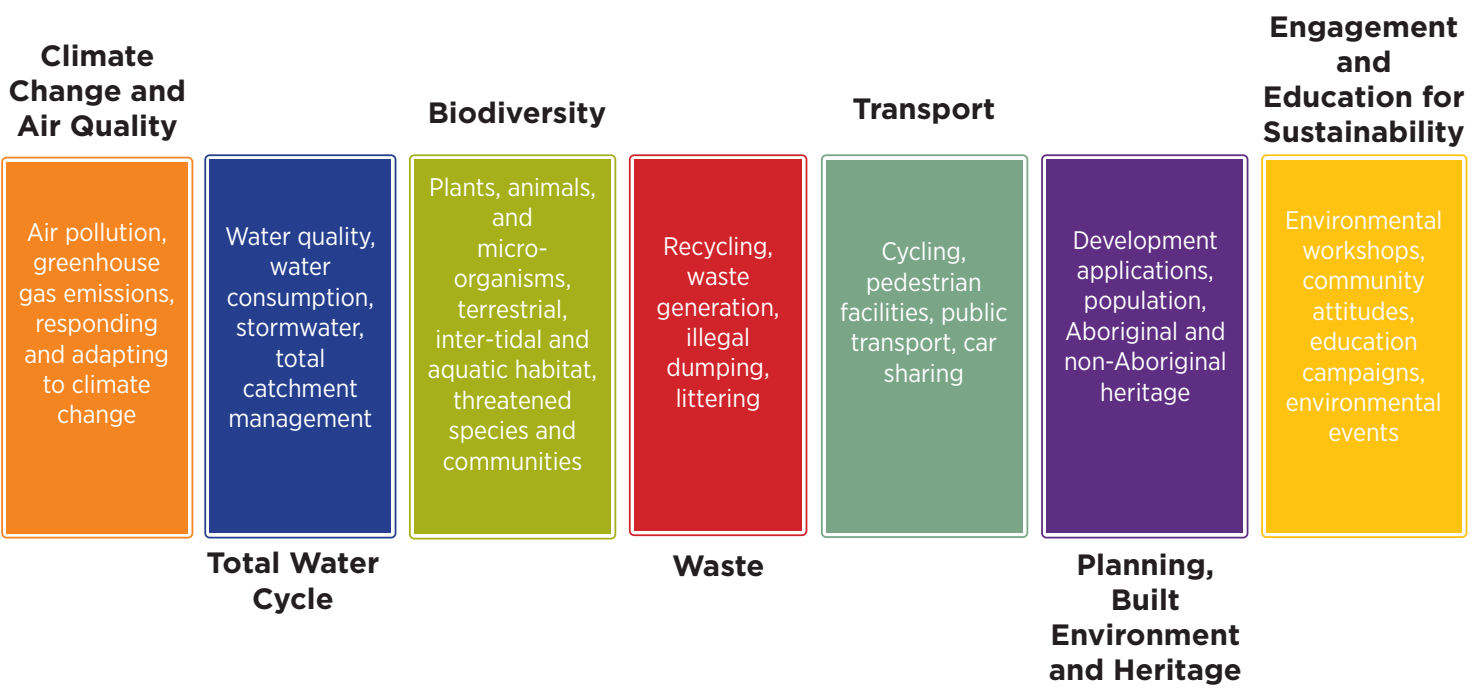 Climate
Change and
Air Quality
Air pollution,
greenhouse
gas emissions,
responding
and adapting
to climate
change
Water quality,
water
consumption,
stormwater,
total
catchment
management
Total Water
Cycle
Biodiversity
Plants, animals,
and
micro-
organisms,
terrestrial,
inter-tidal and
aquatic habitat,
threatened
species and
communities
Recycling,
waste
generation,
illegal
dumping,
littering
Waste
Transport
Cycling,
pedestrian
facilities, public
transport, car
sharing
Development
applications,
population,
Aboriginal and
non-Aboriginal
heritage
Planning,
Built
Environment
and Heritage
Engagement
and
Education for
Sustainability
Environmental
workshops,
community
attitudes,
education
campaigns,
environmental
events